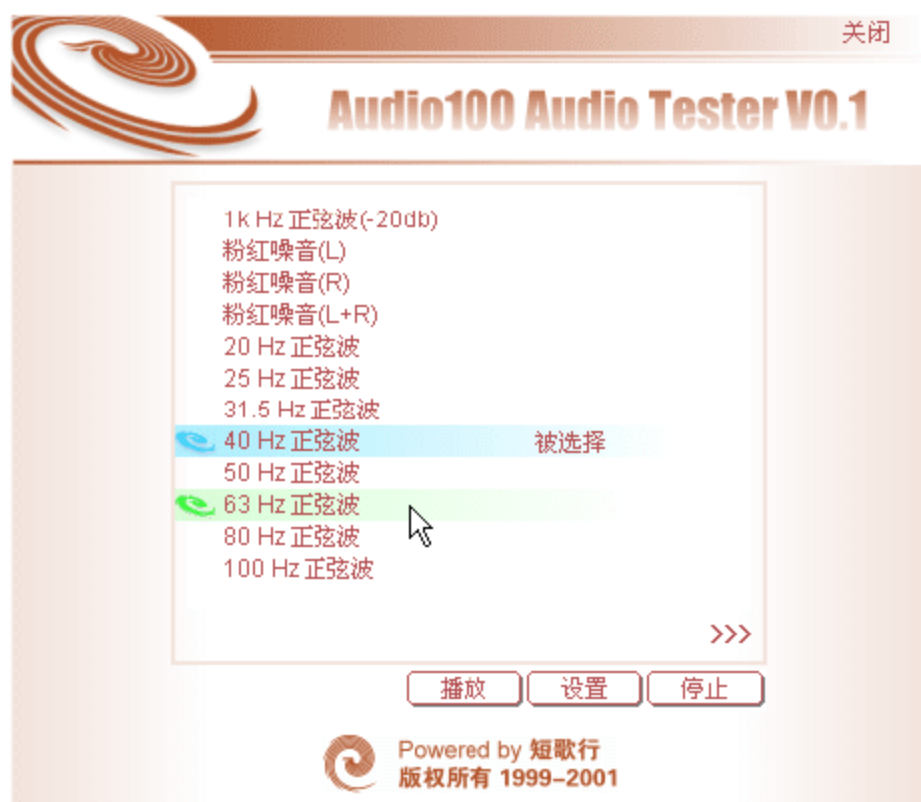 关闭
Audio100 Audio Tester V0.1
1k Hz 正弦波(-20db)
粉红噪音(L)
粉红噪音(R)
粉红噪音(L+R)
20 Hz 正弦波
25 Hz 正弦波
31.5 Hz 正弦波
40 Hz 正弦波 被选择
50 Hz 正弦波
63 Hz 正弦波
80 Hz 正弦波
100 Hz 正弦波
>>>
播放 设置 停止
Powered by 短歌行
版权所有 1999-2001